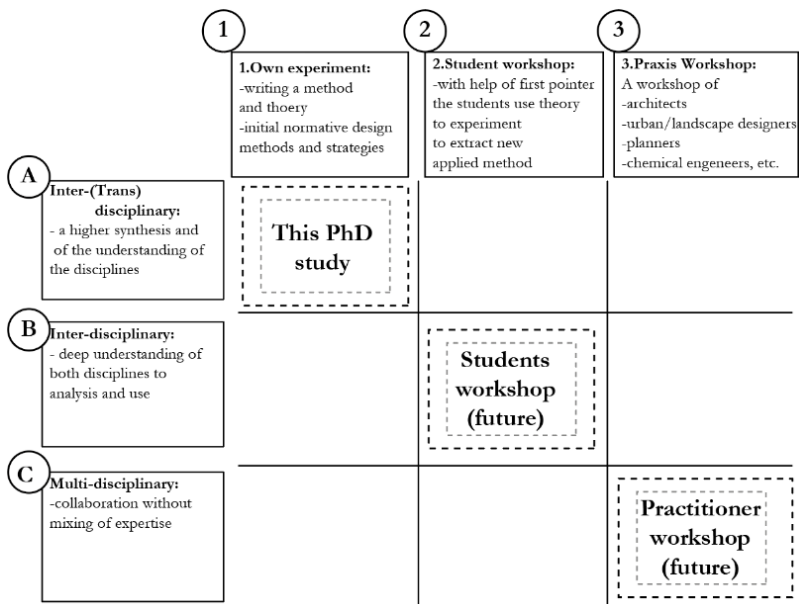 1
2
3
1.Own experiment:
-writing a method
and thoery
-initial normative design
methods and strategies
2.Student workshop:
-with help of first pointer
the students use theory
to experiment
to extract new
applied method
3.Praxis Workshop:
A workshop of
-architects
-urban/landscape designers
-planners
-chemical engeneers, etc.
A
Inter-(Trans)
disciplinary:
- a higher synthesis and
of the understanding of
the disciplines
This PhD
study
B
Inter-disciplinary:
- deep understanding of
both disciplines to
analysis and use
Students
workshop
(future)
C
Multi-disciplinary:
-collaboration without
mixing of expertise
Practitioner
workshop
(future)